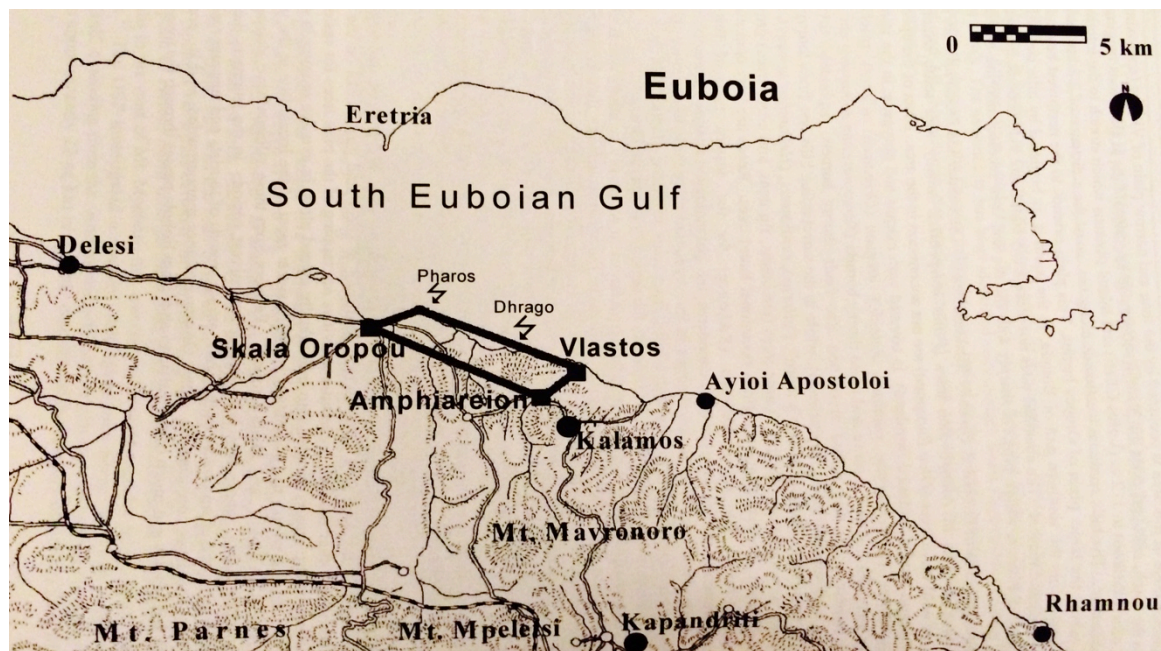 0 5 km
Euboia
N
Eretria
South Euboian Gulf
Delesi
Pharos
Dhrago
Skala Oropou
Vlastos
Ayioi Apostoloi
Amphiareion
Kalamos
Mt. Mavronoro
Rhamnou
Mt. Parnes
Mt. Mpeletsi
Kapandriti